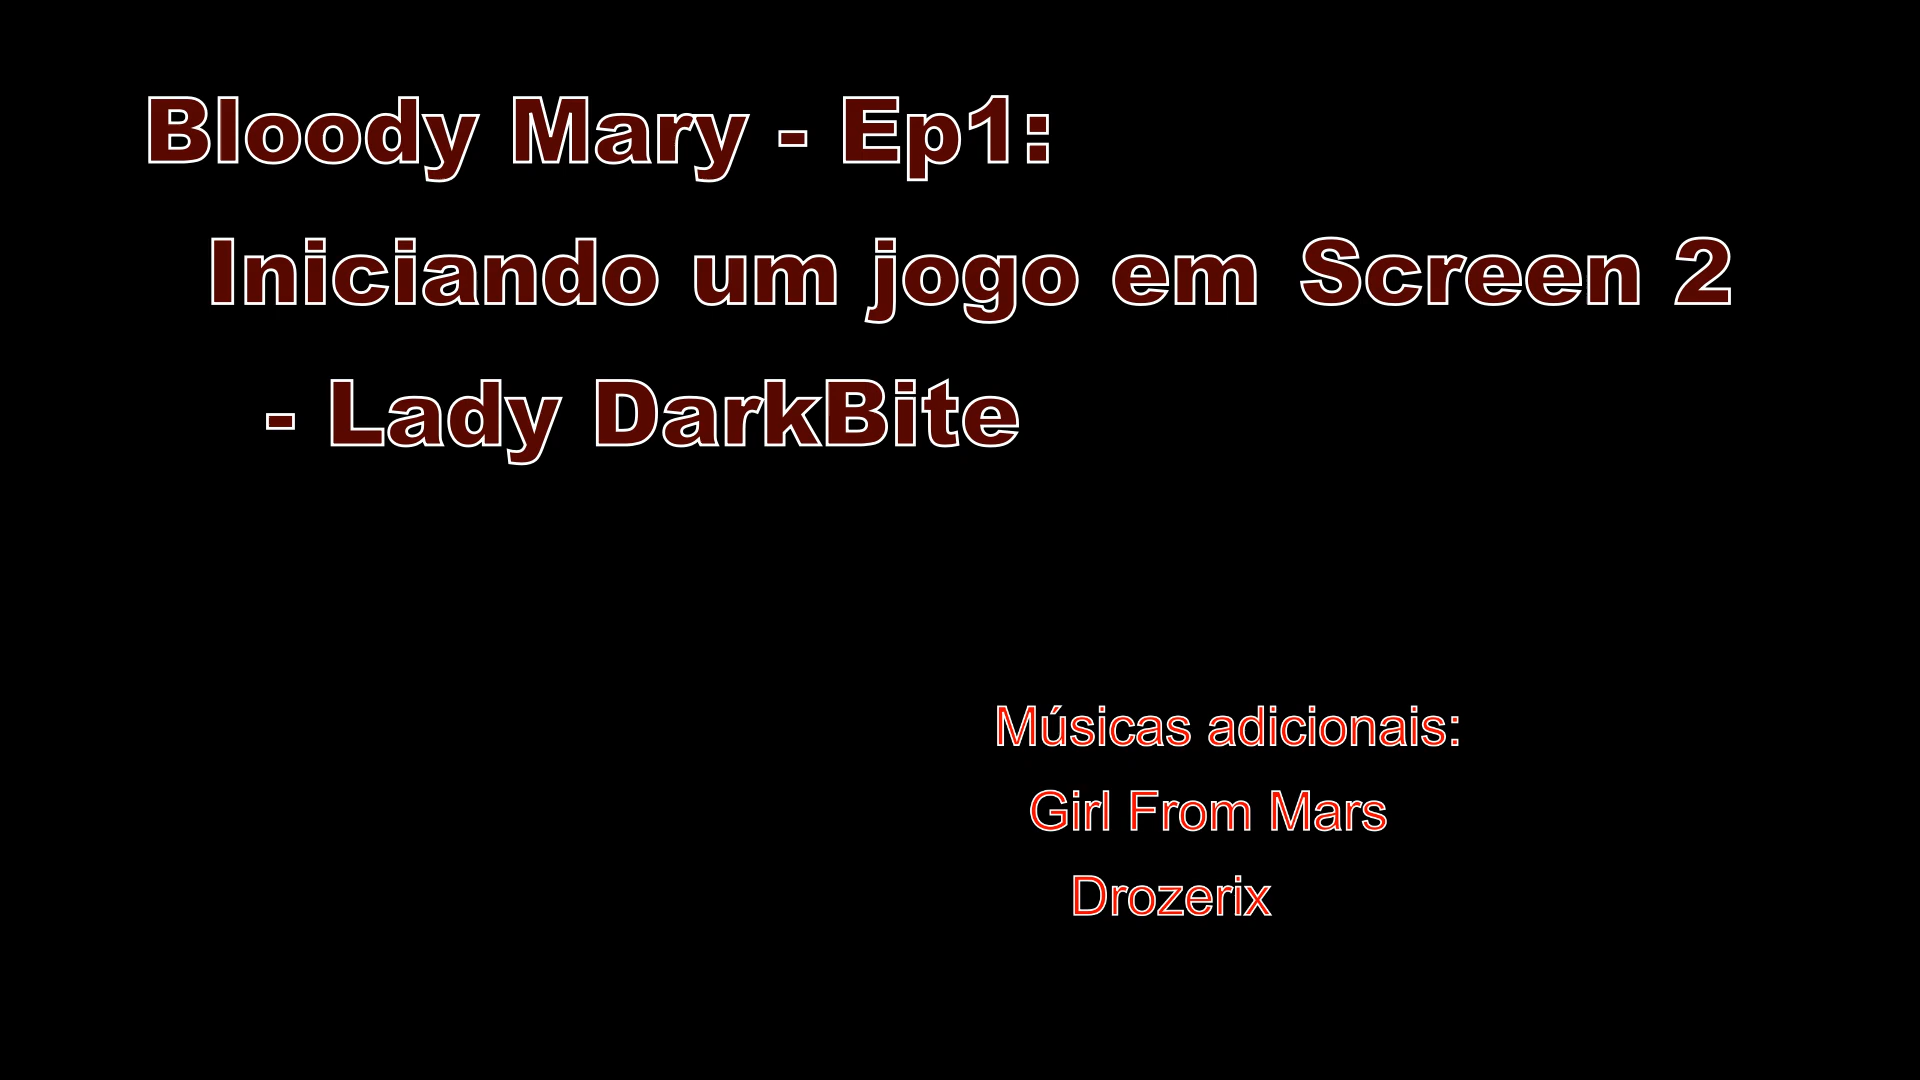 Bloody Mary - Ep1:
Iniciando um jogo em Screen 2
- Lady DarkBite
Músicas adicionais:
Girl From Mars
Drozerix